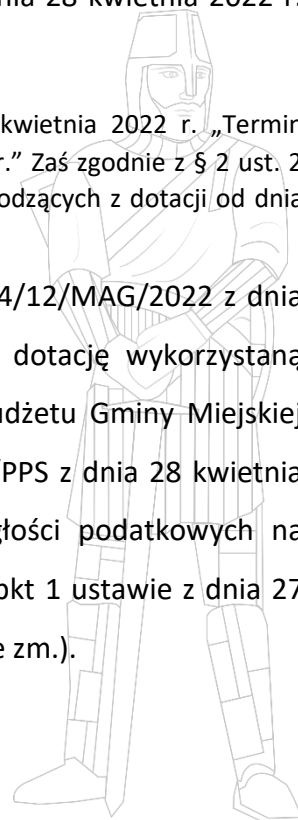 nia 28 kwietnia 2022 r.
kwietnia 2022 r. „Termin
r.” Zaś zgodnie z § 2 ust. 2
odzących z dotacji od dnia
4/12/MAG/2022 z dnia
dotację wykorzystaną
udżetu Gminy Miejskiej
/PPS z dnia 28 kwietnia
głości podatkowych na
pkt 1 ustawie z dnia 27
e zm.).